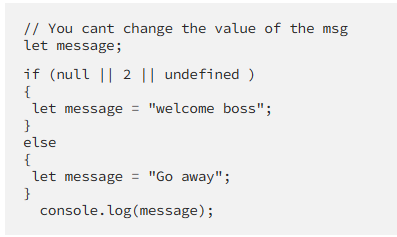 // You cant change the value of the msg
let message;
if (null || 2 || undefined )
{
 let message = "welcome boss";
}
else
{
 let message = "Go away";
}
  console.log(message);